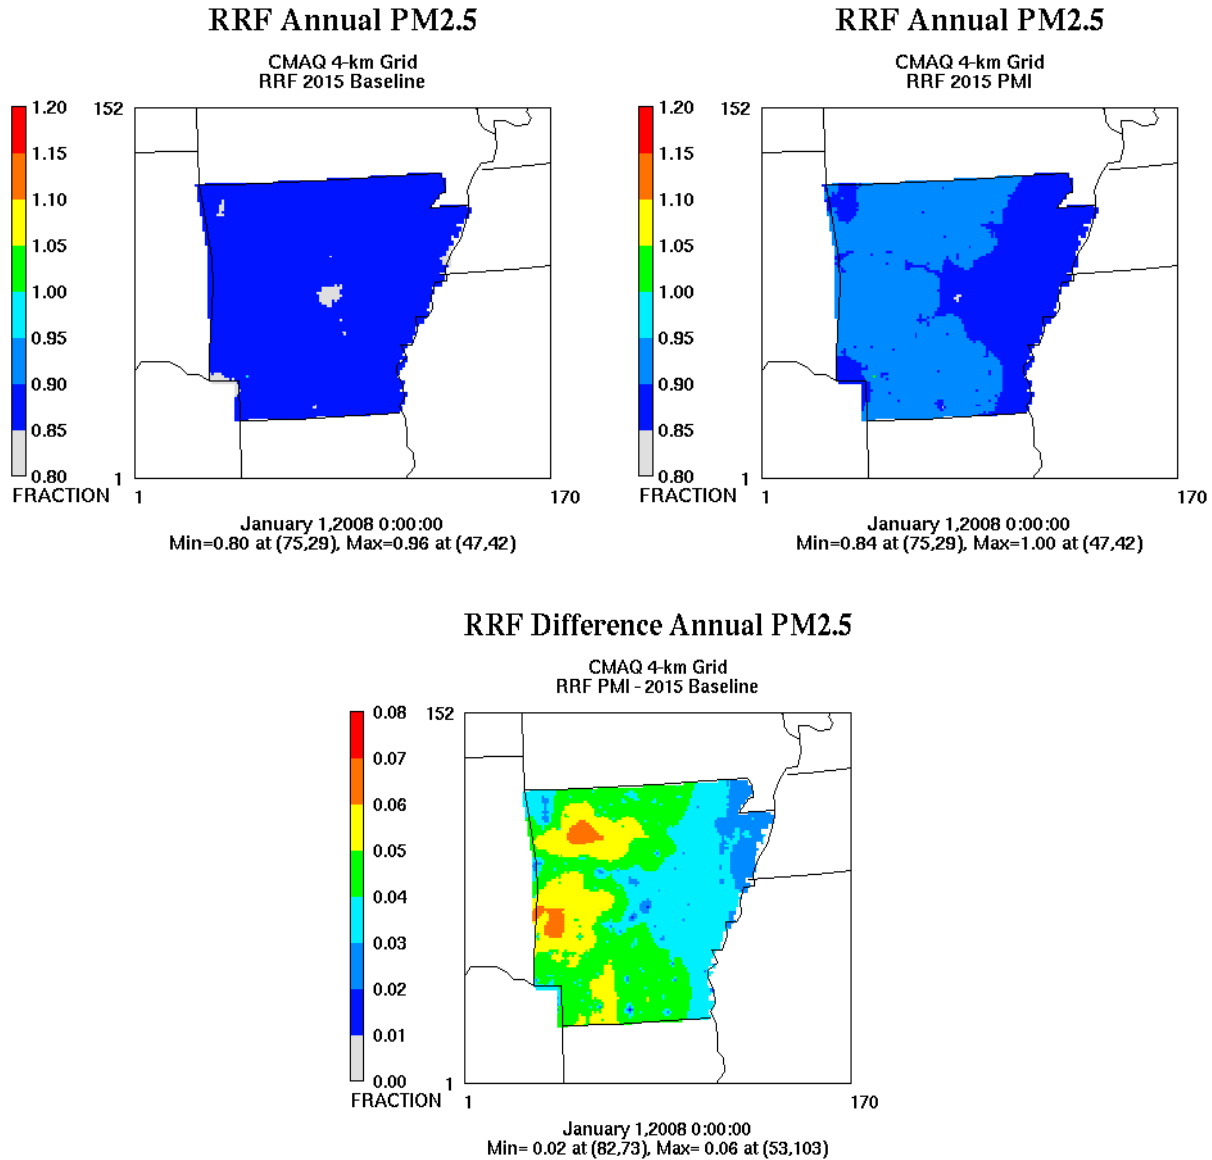 RRF Annual PM2.5
CMAQ 4-km Grid
RRF 2015 Baseline
1.20
1.15
1.10
1.05
1.00
0.95
0.90
0.85
0.80
FRACTION
152
1
1
170
January 1,2008 0:00:00
Min=0.80 at (75,29), Max=0.96 at (47,42)
RRF Annual PM2.5
CMAQ 4-km Grid
RRF 2015 PMI
1.20
1.15
1.10
1.05
1.00
0.95
0.90
0.85
0.80
FRACTION
152
1
1
170
January 1,2008 0:00:00
Min=0.84 at (75,29), Max=1.00 at (47,42)
RRF Difference Annual PM2.5
CMAQ 4-km Grid
RRF PMI - 2015 Baseline
0.08
0.07
0.06
0.05
0.04
0.03
0.02
0.01
0.00
FRACTION
152
1
1
170
January 1,2008 0:00:00
Min= 0.02 at (82,73), Max= 0.06 at (53,103)